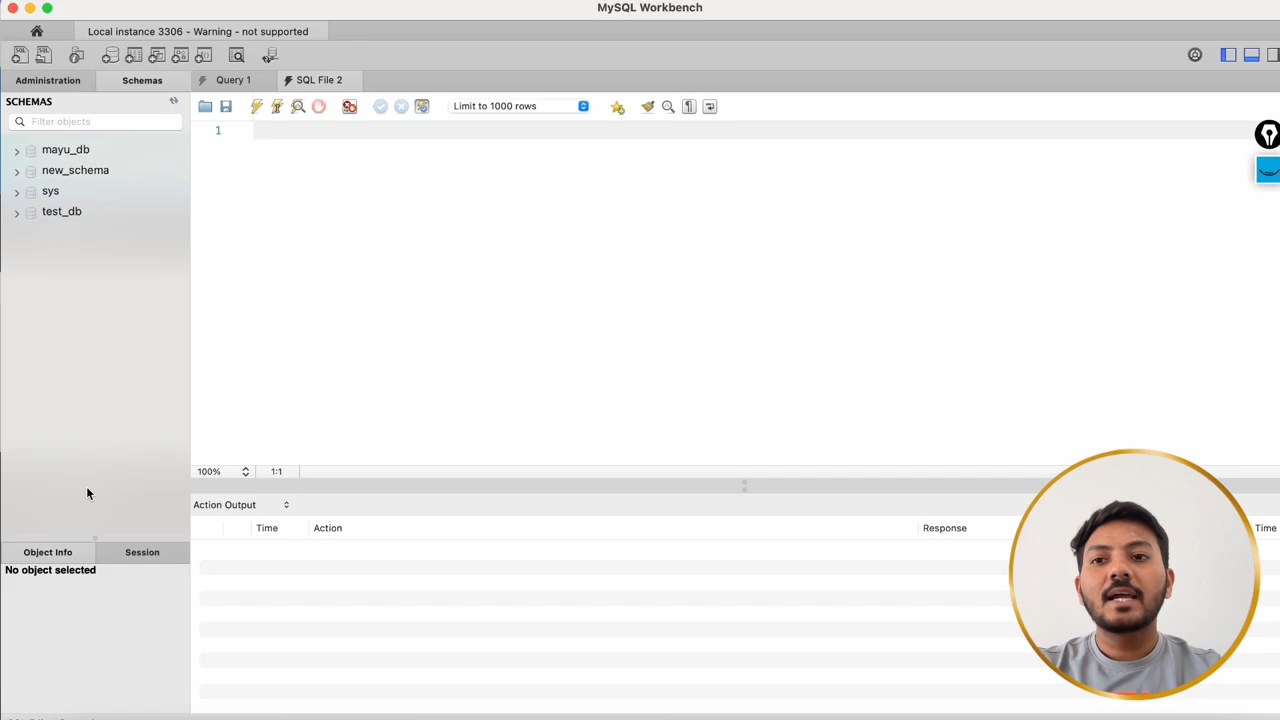 MySQL Workbench
Local instance 3306 - Warning - not supported
Administration
Schemas
Query 1
SQL File 2
SCHEMAS
Filter objects
Limit to 1000 rows
1
mayu_db
new_schema
sys
test_db
100%
1:1
Action Output
Time
Action
Response
Time
Object Info
Session
No object selected